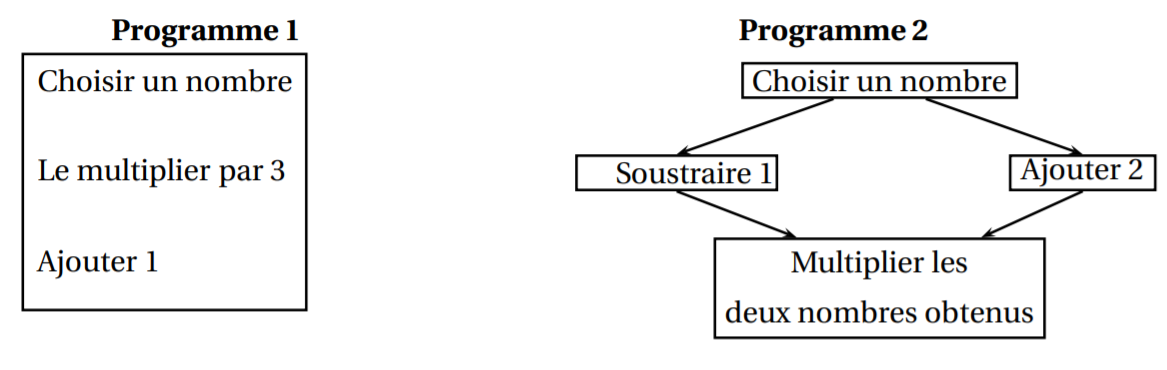 Programme 1
Choisir un nombre
Le multiplier par 3
Ajouter 1
Programme 2
Choisir un nombre
Soustraire 1
Ajouter 2
Multiplier les
deux nombres obtenus